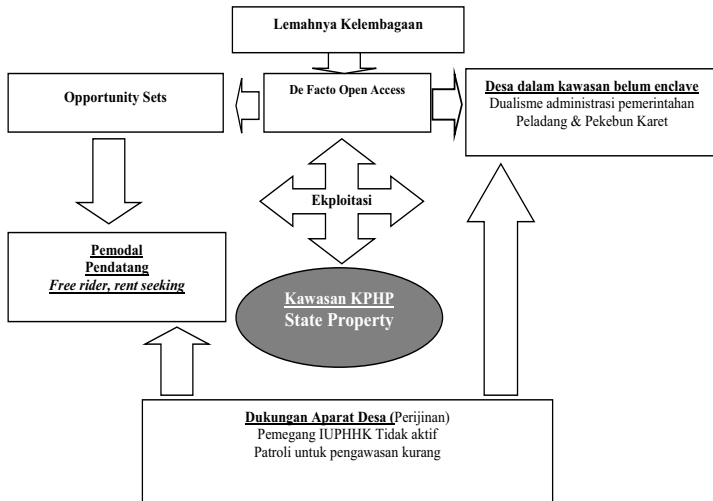 Lemahnya Kelembagaan
Opportunity Sets
De Facto Open Access
Desa dalam kawasan belum enclave
Dualisme administrasi pemerintahan
Peladang & Pekebun Karet
Ekploitasi
Pemodal
Pendatang
Free rider, rent seeking
Kawasan KPHP
State Property
Dukungan Aparat Desa (Perijinan)
Pemegang IUPHHK Tidak aktif
Patroli untuk pengawasan kurang